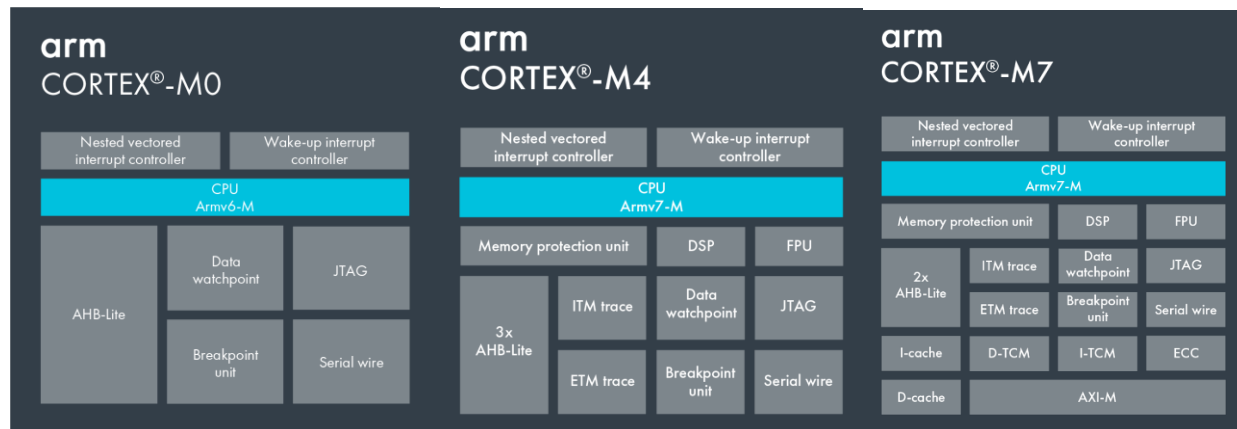 arm
CORTEX®-M0
Nested vectored
interrupt controller
Wake-up interrupt
controller
CPU
Armv6-M
AHB-Lite
Data
watchpoint
JTAG
Breakpoint
unit
Serial wire
arm
CORTEX®-M4
Nested vectored
interrupt controller
Wake-up interrupt
controller
CPU
Armv7-M
Memory protection unit
DSP
FPU
3x
AHB-Lite
ITM trace
Data
watchpoint
JTAG
ETM trace
Breakpoint
unit
Serial wire
arm
CORTEX®-M7
Nested vectored
interrupt controller
Wake-up interrupt
controller
CPU
Armv7-M
Memory protection unit
DSP
FPU
2x
AHB-Lite
ITM trace
Data
watchpoint
JTAG
ETM trace
Breakpoint
unit
Serial wire
I-cache
D-TCM
I-TCM
ECC
D-cache
AXI-M